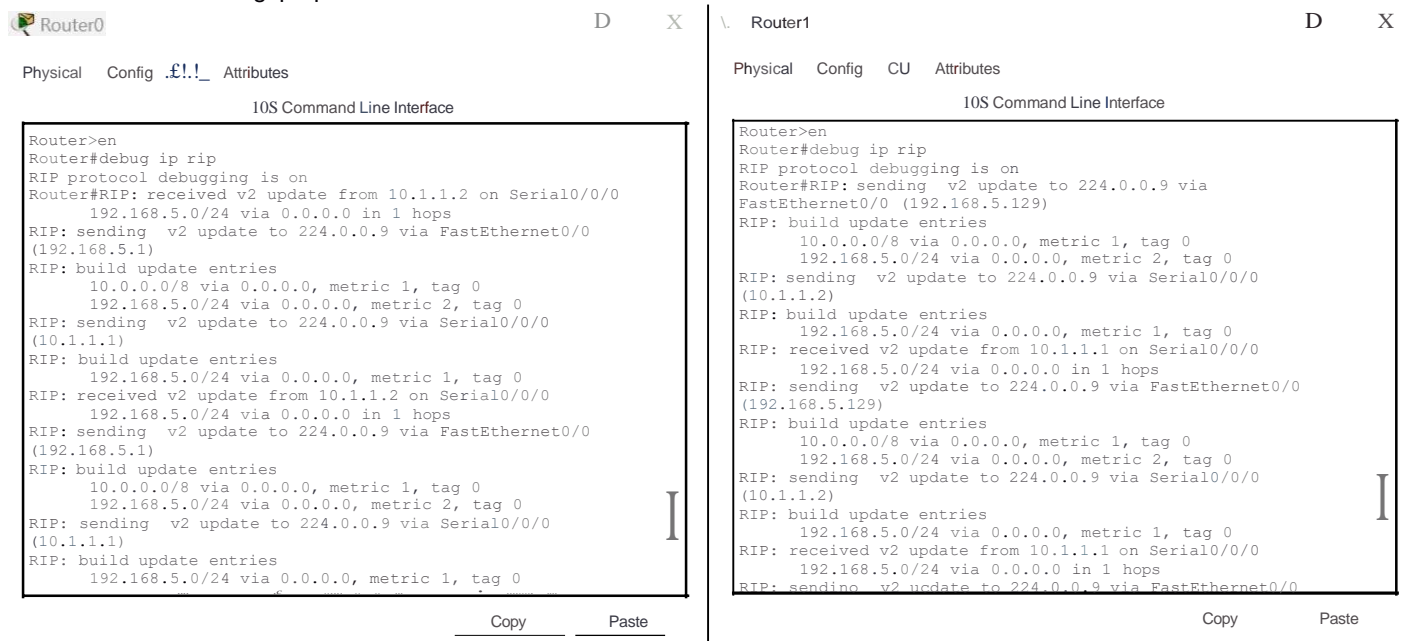 Router0 D X
Physical Config .£!.!_ Attributes
10S Command Line Interface
Router>en
Router#debug ip rip
RIP protocol debugging is on
Router#RIP: received v2 update from 10.1.1.2 on Serial0/0/0
192.168.5.0/24 via 0.0.0.0 in 1 hops
RIP: sending v2 update to 224.0.0.9 via FastEthernet0/0
(192.168.5.1)
RIP: build update entries
10.0.0.0/8 via 0.0.0.0, metric 1, tag 0
192.168.5.0/24 via 0.0.0.0, metric 2, tag 0
RIP: sending v2 update to 224.0.0.9 via Serial0/0/0
(10.1.1.1)
RIP: build update entries
192.168.5.0/24 via 0.0.0.0, metric 1, tag 0
RIP: received v2 update from 10.1.1.2 on Serial0/0/0
192.168.5.0/24 via 0.0.0.0 in 1 hops
RIP: sending v2 update to 224.0.0.9 via FastEthernet0/0
(192.168.5.1)
RIP: build update entries
10.0.0.0/8 via 0.0.0.0, metric 1, tag 0
192.168.5.0/24 via 0.0.0.0, metric 2, tag 0
RIP: sending v2 update to 224.0.0.9 via Serial0/0/0
(10.1.1.1)
RIP: build update entries
192.168.5.0/24 via 0.0.0.0, metric 1, tag 0
Copy Paste
\. Router1 D X
Physical Config CU Attributes
10S Command Line Interface
Router>en
Router#debug ip rip
RIP protocol debugging is on
Router#RIP: sending v2 update to 224.0.0.9 via
FastEthernet0/0 (192.168.5.129)
RIP: build update entries
10.0.0.0/8 via 0.0.0.0, metric 1, tag 0
192.168.5.0/24 via 0.0.0.0, metric 2, tag 0
RIP: sending v2 update to 224.0.0.9 via Serial0/0/0
(10.1.1.2)
RIP: build update entries
192.168.5.0/24 via 0.0.0.0, metric 1, tag 0
RIP: received v2 update from 10.1.1.1 on Serial0/0/0
192.168.5.0/24 via 0.0.0.0 in 1 hops
RIP: sending v2 update to 224.0.0.9 via FastEthernet0/0
(192.168.5.129)
RIP: build update entries
10.0.0.0/8 via 0.0.0.0, metric 1, tag 0
192.168.5.0/24 via 0.0.0.0, metric 2, tag 0
RIP: sending v2 update to 224.0.0.9 via Serial0/0/0
(10.1.1.2)
RIP: build update entries
192.168.5.0/24 via 0.0.0.0, metric 1, tag 0
RIP: received v2 update from 10.1.1.1 on Serial0/0/0
192.168.5.0/24 via 0.0.0.0 in 1 hops
RIP: sending v2 update to 224.0.0.9 via FastEthernet0/0
Copy Paste